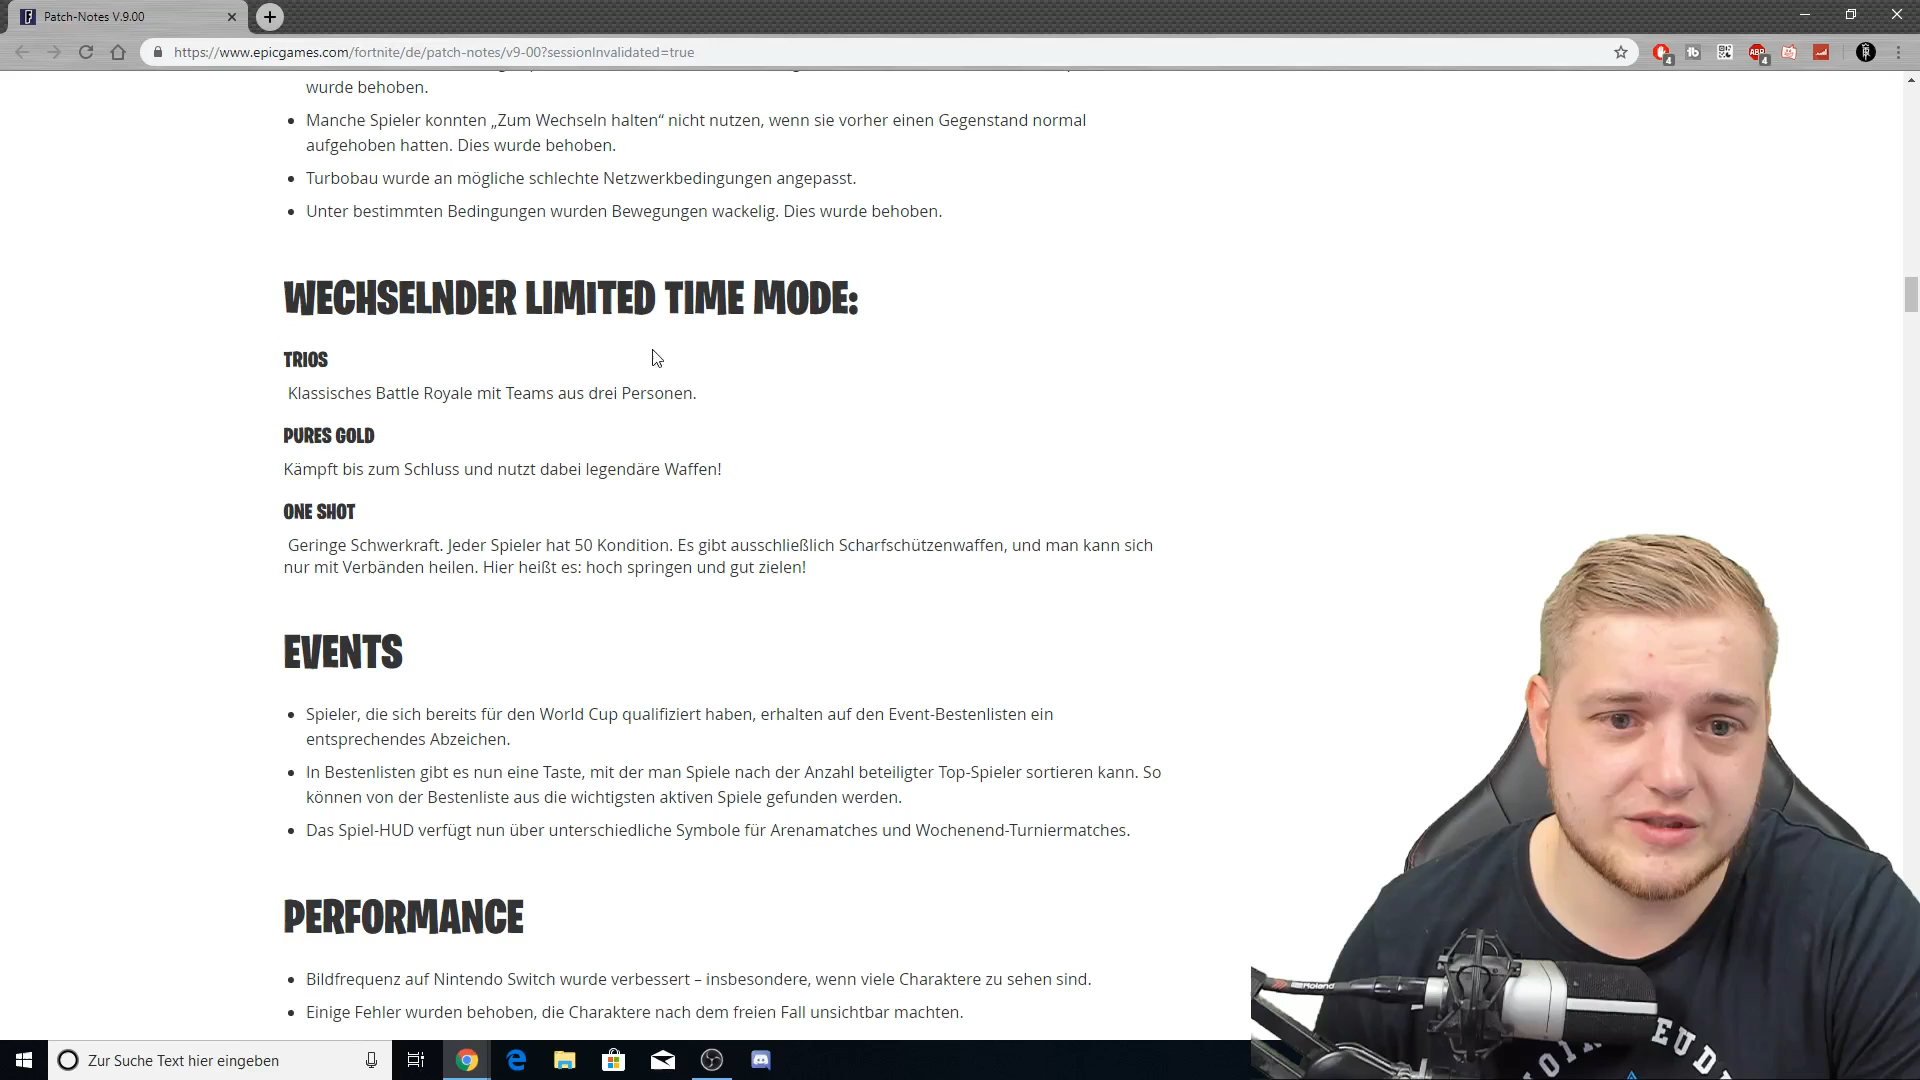 Patch-Notes V.9.00
https://www.epicgames.com/fortnite/de/patch-notes/v9-00?sessionInvalidated=true
wurde behoben.
Manche Spieler konnten „Zum Wechseln halten“ nicht nutzen, wenn sie vorher einen Gegenstand normal
aufgehoben hatten. Dies wurde behoben.
Turbobau wurde an mögliche schlechte Netzwerkbedingungen angepasst.
Unter bestimmten Bedingungen wurden Bewegungen wackelig. Dies wurde behoben.
WECHSELNDER LIMITED TIME MODE:
TRIOS
Klassisches Battle Royale mit Teams aus drei Personen.
PURES GOLD
Kämpft bis zum Schluss und nutzt dabei legendäre Waffen!
ONE SHOT
Geringe Schwerkraft. Jeder Spieler hat 50 Kondition. Es gibt ausschließlich Scharfschützenwaffen, und man kann sich
nur mit Verbänden heilen. Hier heißt es: hoch springen und gut zielen!
EVENTS
Spieler, die sich bereits für den World Cup qualifiziert haben, erhalten auf den Event-Bestenlisten ein
entsprechendes Abzeichen.
In Bestenlisten gibt es nun eine Taste, mit der man Spiele nach der Anzahl beteiligter Top-Spieler sortieren kann. So
können von der Bestenliste aus die wichtigsten aktiven Spiele gefunden werden.
Das Spiel-HUD verfügt nun über unterschiedliche Symbole für Arenamatches und Wochenend-Turniermatches.
PERFORMANCE
Bildfrequenz auf Nintendo Switch wurde verbessert – insbesondere, wenn viele Charaktere zu sehen sind.
Einige Fehler wurden behoben, die Charaktere nach dem freien Fall unsichtbar machten.
Roland
Zur Suche Text hier eingeben